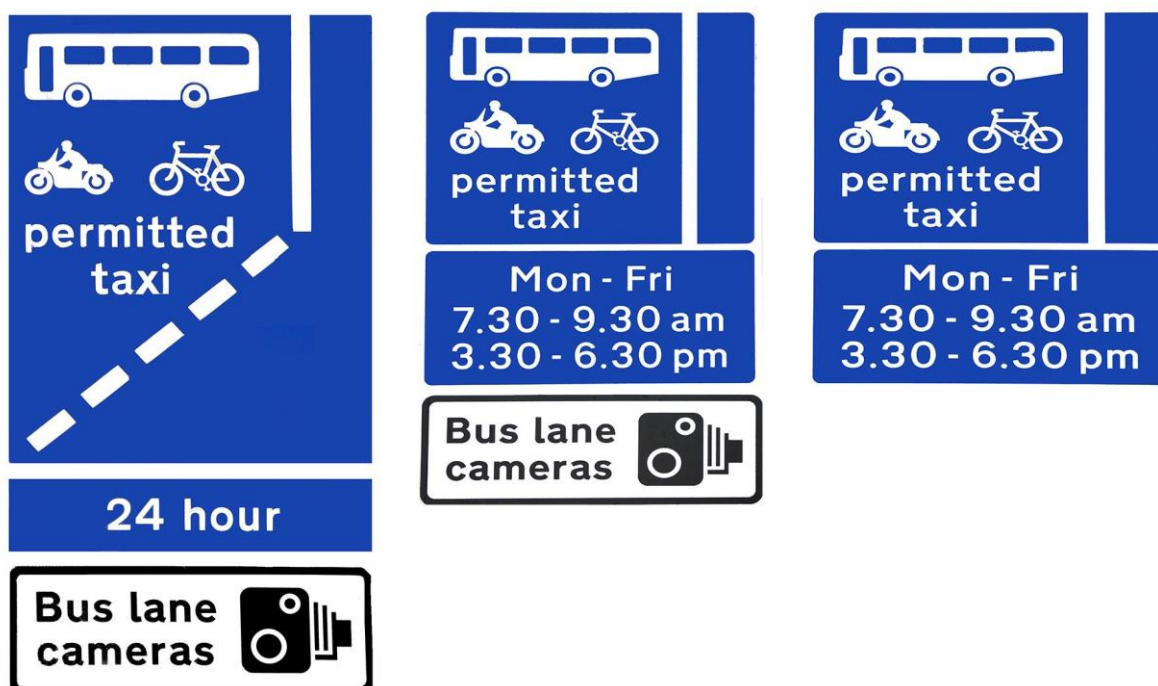 permitted
taxi
24 hour
Bus lane
cameras
permitted
taxi
Mon - Fri
7.30 - 9.30 am
3.30 - 6.30 pm
Bus lane
cameras
permitted
taxi
Mon - Fri
7.30 - 9.30 am
3.30 - 6.30 pm